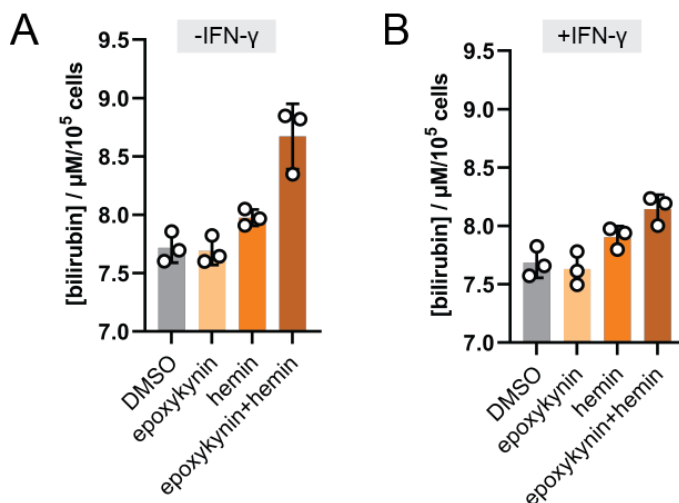 A
-IFN-γ
[bilirubin] / μM/10⁵ cells
9.5
9.0
8.5
8.0
7.5
7.0
DMSO
epoxykynin
hemin
epoxykynin+hemin
B
+IFN-γ
[bilirubin] / μM/10⁵ cells
9.5
9.0
8.5
8.0
7.5
7.0
DMSO
epoxykynin
hemin
epoxykynin+hemin